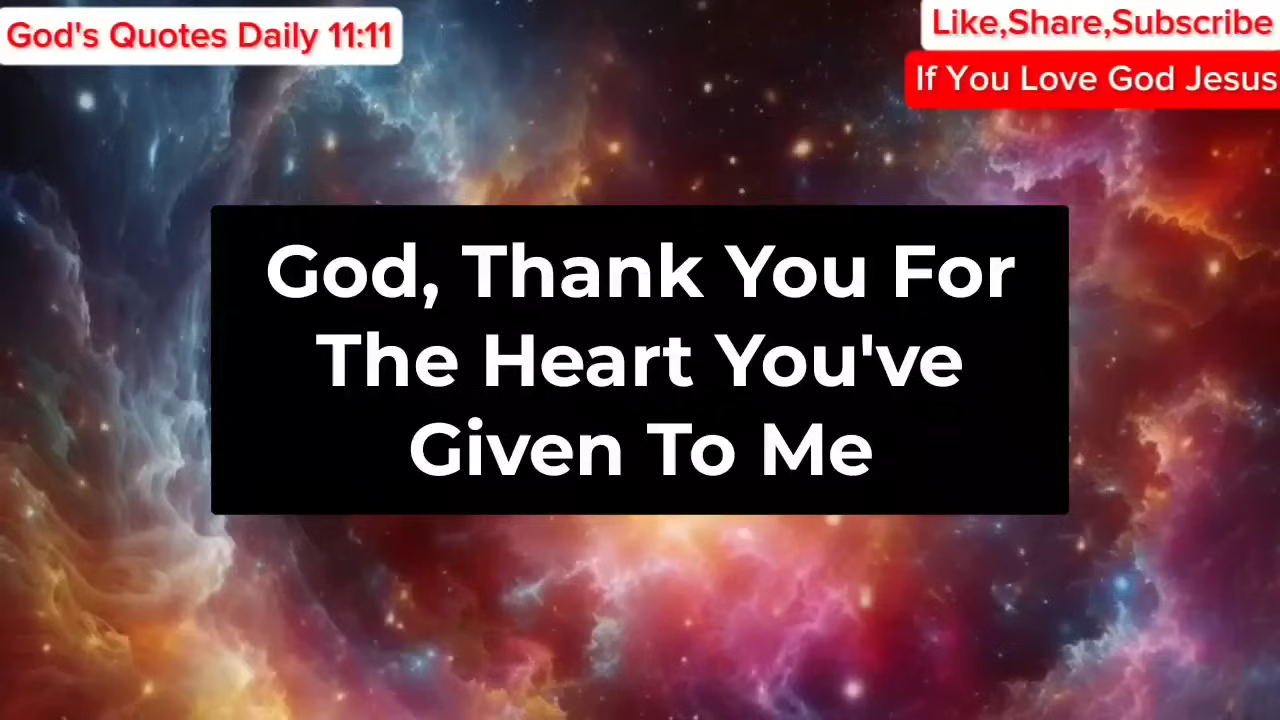 God's Quotes Daily 11:11
Like,Share,Subscribe
If You Love God Jesus
God, Thank You For
The Heart You've
Given To Me